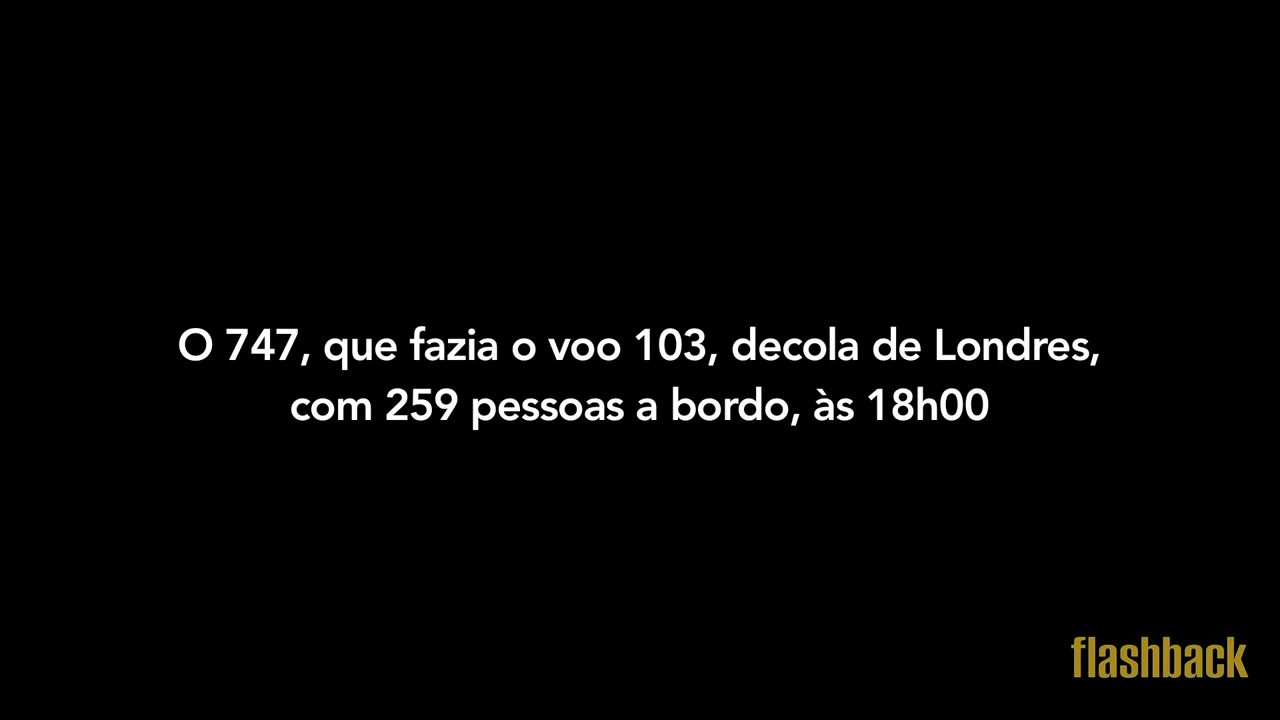 O 747, que fazia o voo 103, decola de Londres,
com 259 pessoas a bordo, às 18h00
flashback